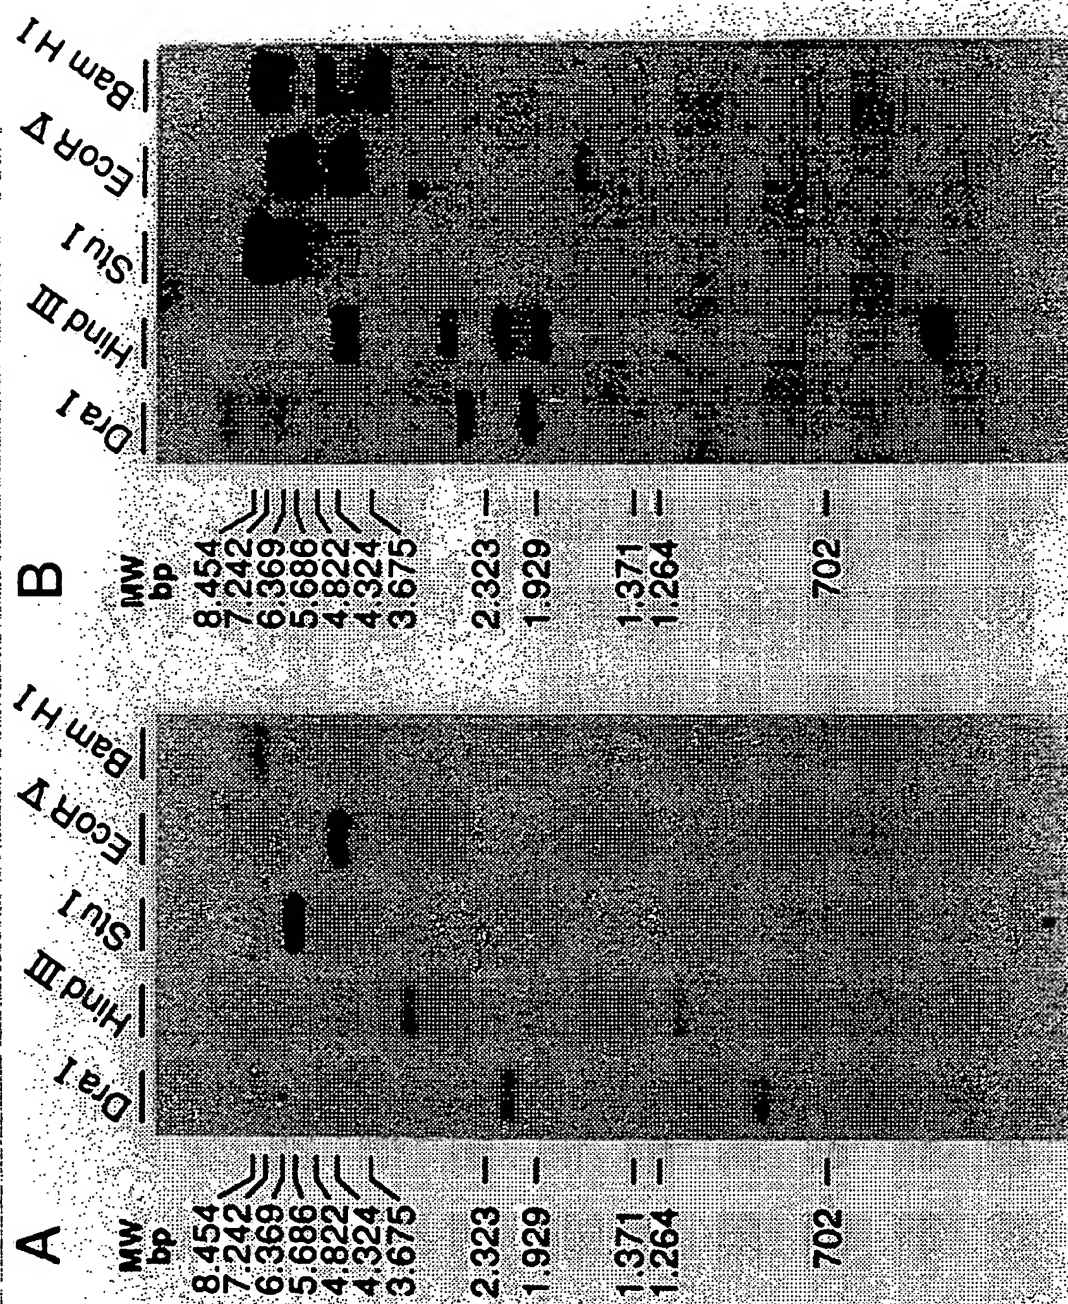 A
MW
bp
8.454
7.242
6.369
5.686
4.822
4.324
3.675
2.323
1.929
1.371
1.264
702
Dra I
Hind III
Stu I
EcoR V
Bam H I
B
MW
bp
8.454
7.242
6.369
5.686
4.822
4.324
3.675
2.323
1.929
1.371
1.264
702
Dra I
Hind III
Stu I
EcoR V
Bam H I